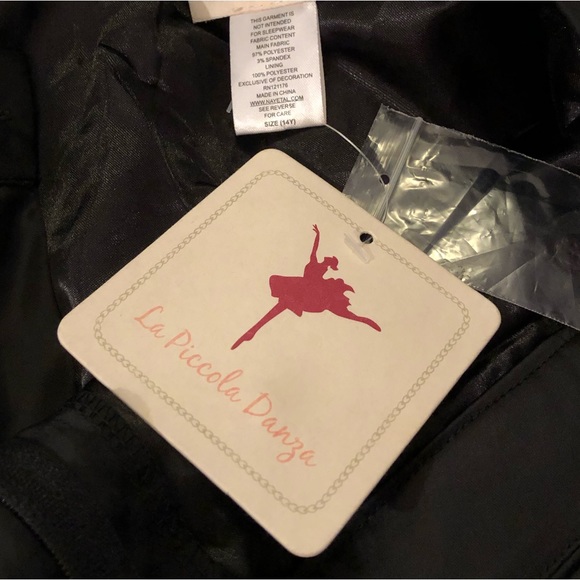 THIS GARMENT IS
NOT INTENDED
FOR SLEEPWEAR
FABRIC CONTENT
MAIN FABRIC
97% POLYESTER
3% SPANDEX
LINING
100% POLYESTER
EXCLUSIVE OF DECORATION
RN121176
MADE IN CHINA
WWW.NAVSTAL.COM
SEE REVERSE
FOR CARE
SIZE (14Y)
La Piccola Danza